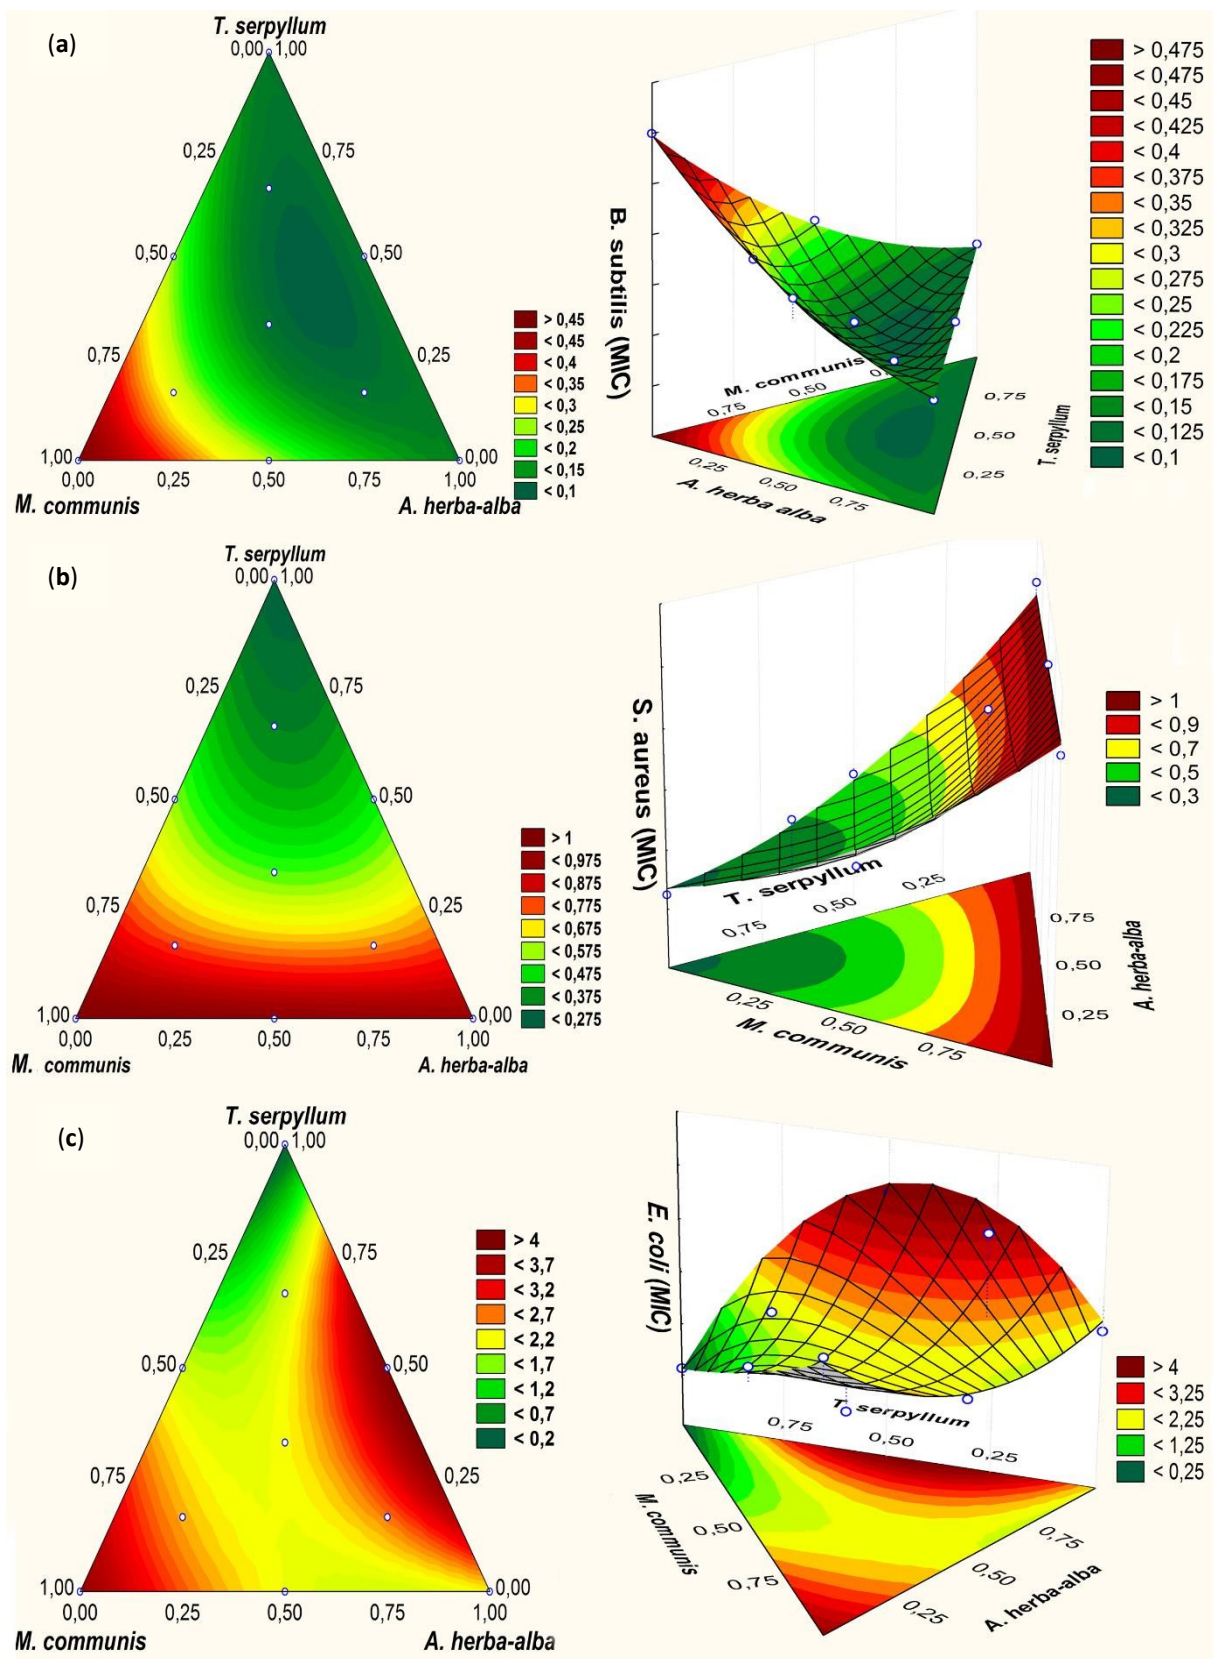 (a)
T. serpyllum
0,00 1,00
0,25 0,75
0,50 0,50
0,75 0,25
1,00 0,00
0,00 0,25 0,50 0,75 1,00
M. communis A. herba-alba
> 0,45
< 0,45
< 0,4
< 0,35
< 0,3
< 0,25
< 0,2
< 0,15
< 0,1
B. subtilis (MIC)
M. communis
0,75 0,50
0,25 0,50 0,75
A. herba alba
0,75
0,50
0,25
T. serpyllum
> 0,475
< 0,475
< 0,45
< 0,425
< 0,4
< 0,375
< 0,35
< 0,325
< 0,3
< 0,275
< 0,25
< 0,225
< 0,2
< 0,175
< 0,15
< 0,125
< 0,1
(b)
T. serpyllum
0,00 1,00
0,25 0,75
0,50 0,50
0,75 0,25
1,00 0,00
0,00 0,25 0,50 0,75 1,00
M. communis A. herba-alba
> 1
< 0,975
< 0,875
< 0,775
< 0,675
< 0,575
< 0,475
< 0,375
< 0,275
S. aureus (MIC)
T. serpyllum
0,75 0,50 0,25
0,25 0,50 0,75
M. communis
0,75
0,50
0,25
A. herba-alba
> 1
< 0,9
< 0,7
< 0,5
< 0,3
(c)
T. serpyllum
0,00 1,00
0,25 0,75
0,50 0,50
0,75 0,25
1,00 0,00
0,00 0,25 0,50 0,75 1,00
M. communis A. herba-alba
> 4
< 3,7
< 3,2
< 2,7
< 2,2
< 1,7
< 1,2
< 0,7
< 0,2
E. coli (MIC)
T. serpyllum
0,75 0,50 0,25
0,25
0,50
0,75
M. communis
0,75
0,50
0,25
A. herba-alba
> 4
< 3,25
< 2,25
< 1,25
< 0,25